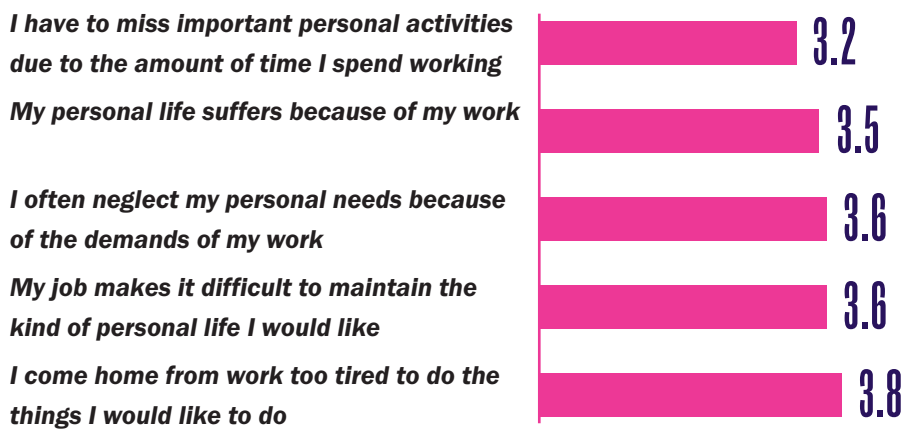 I have to miss important personal activities
due to the amount of time I spend working
3.2
My personal life suffers because of my work
3.5
I often neglect my personal needs because
of the demands of my work
3.6
My job makes it difficult to maintain the
kind of personal life I would like
3.6
I come home from work too tired to do the
things I would like to do
3.8